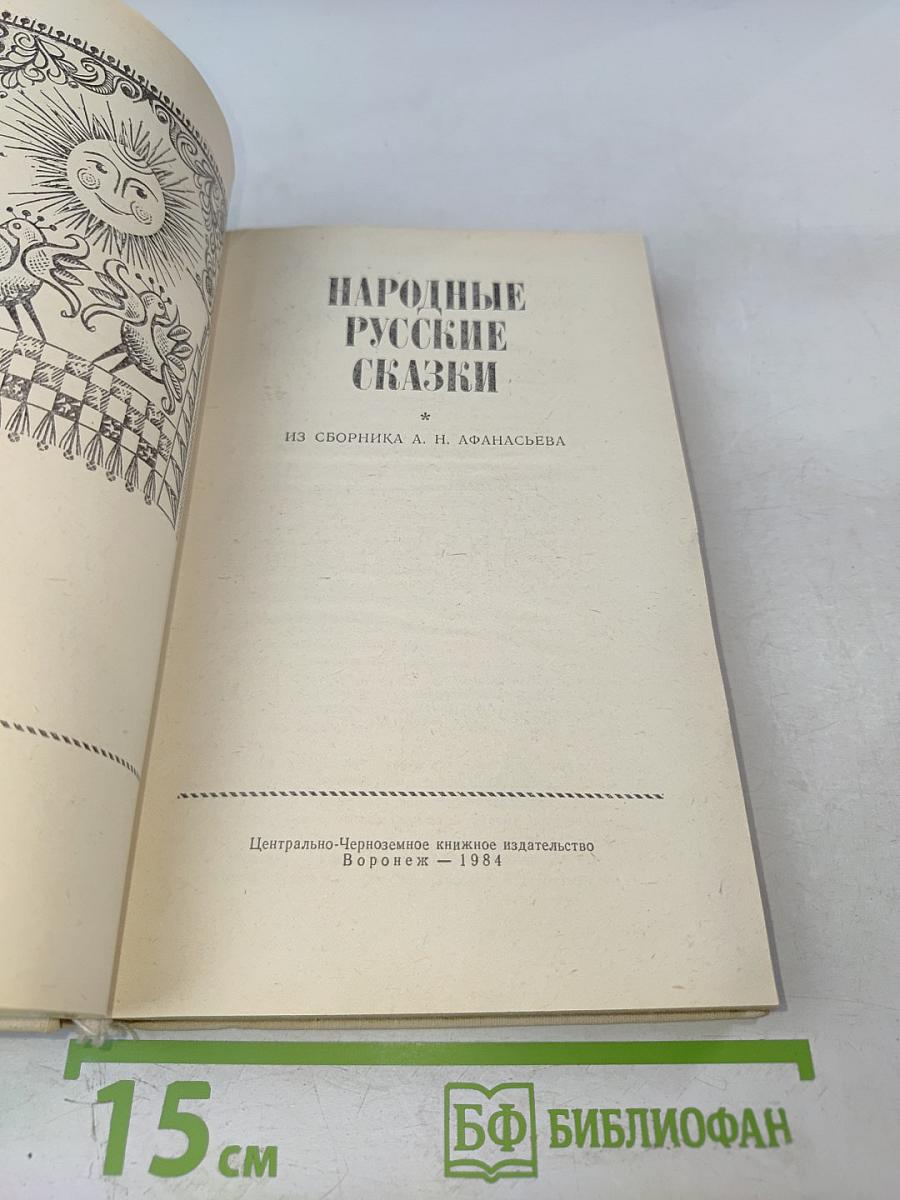 НАРОДНЫЕ
РУССКИЕ
СКАЗКИ
*
ИЗ СБОРНИКА А. Н. АФАНАСЬЕВА
Центрально-Черноземное книжное издательство
Воронеж — 1984
15 см
БФ БИБЛИОФАН